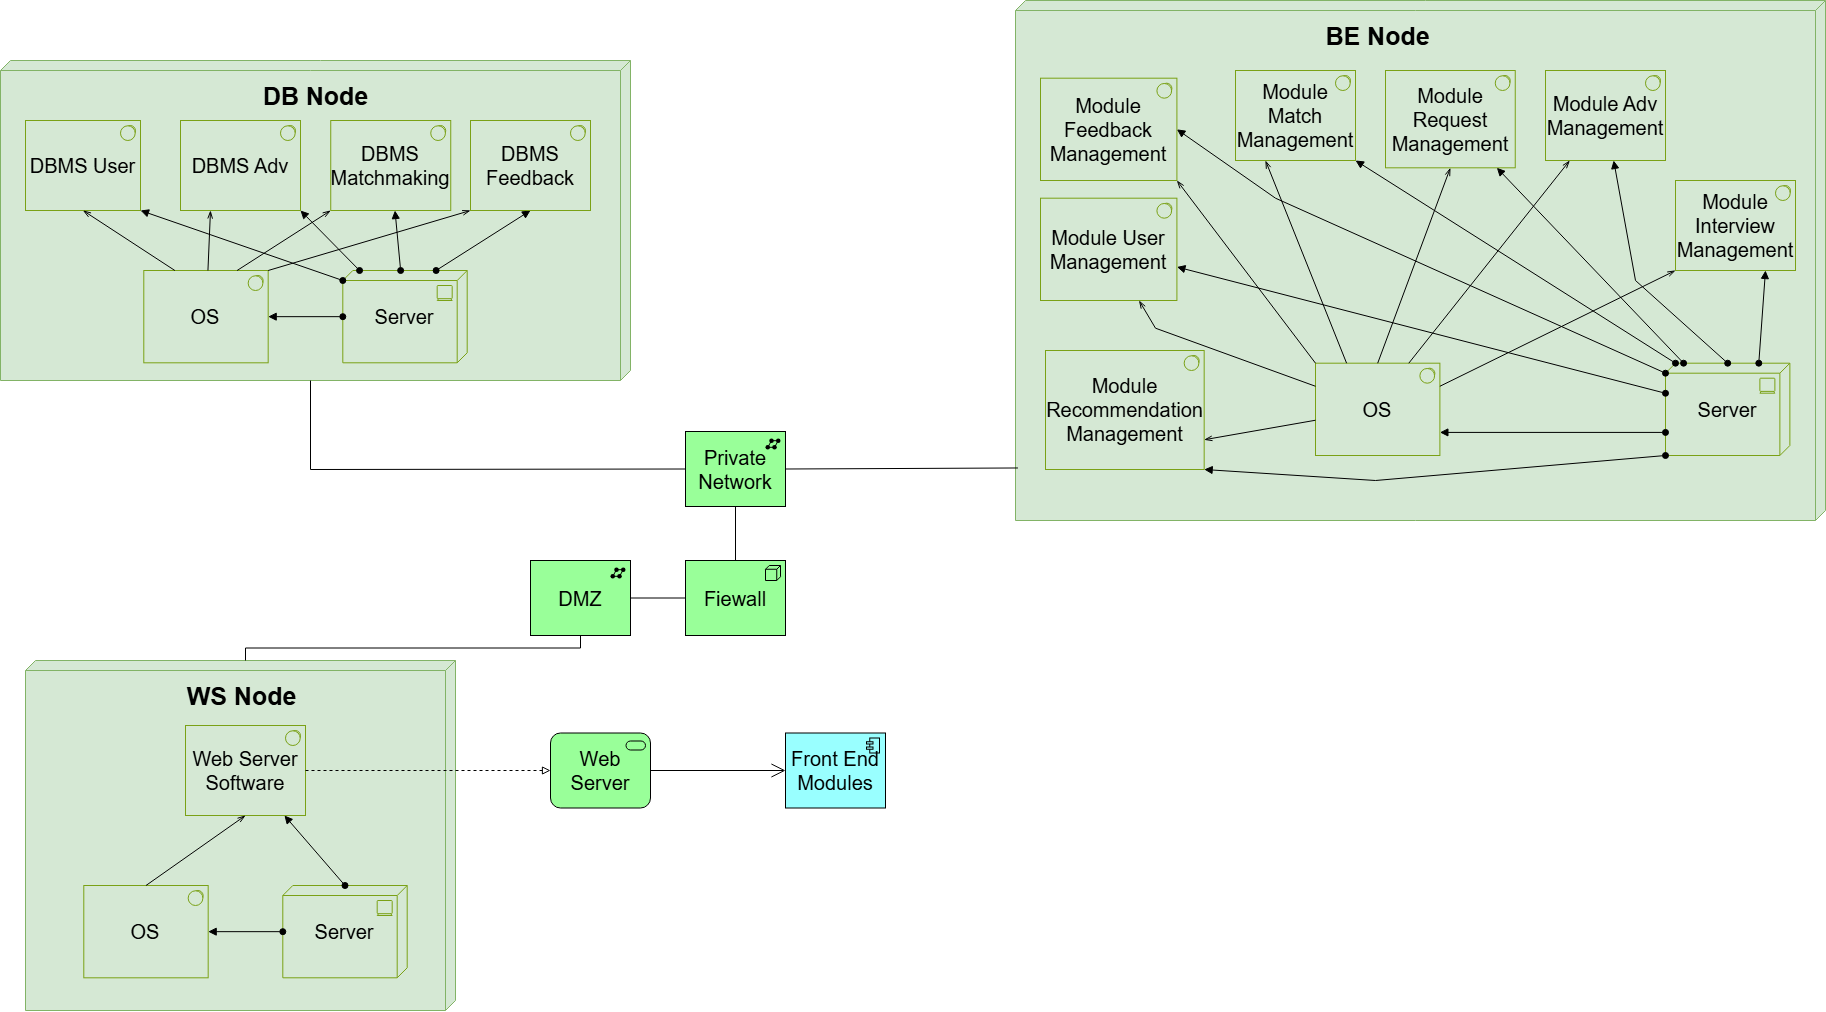 BE Node
DB Node
Module
Feedback
Management
Module
Match
Management
Module
Request
Management
Module Adv
Management
DBMS User
DBMS Adv
DBMS
Matchmaking
DBMS
Feedback
Module
Interview
Management
Module User
Management
OS
Server
Module
Recommendation
Management
OS
Server
Private
Network
DMZ
Fiewall
WS Node
Web Server
Software
Web
Server
Front End
Modules
OS
Server